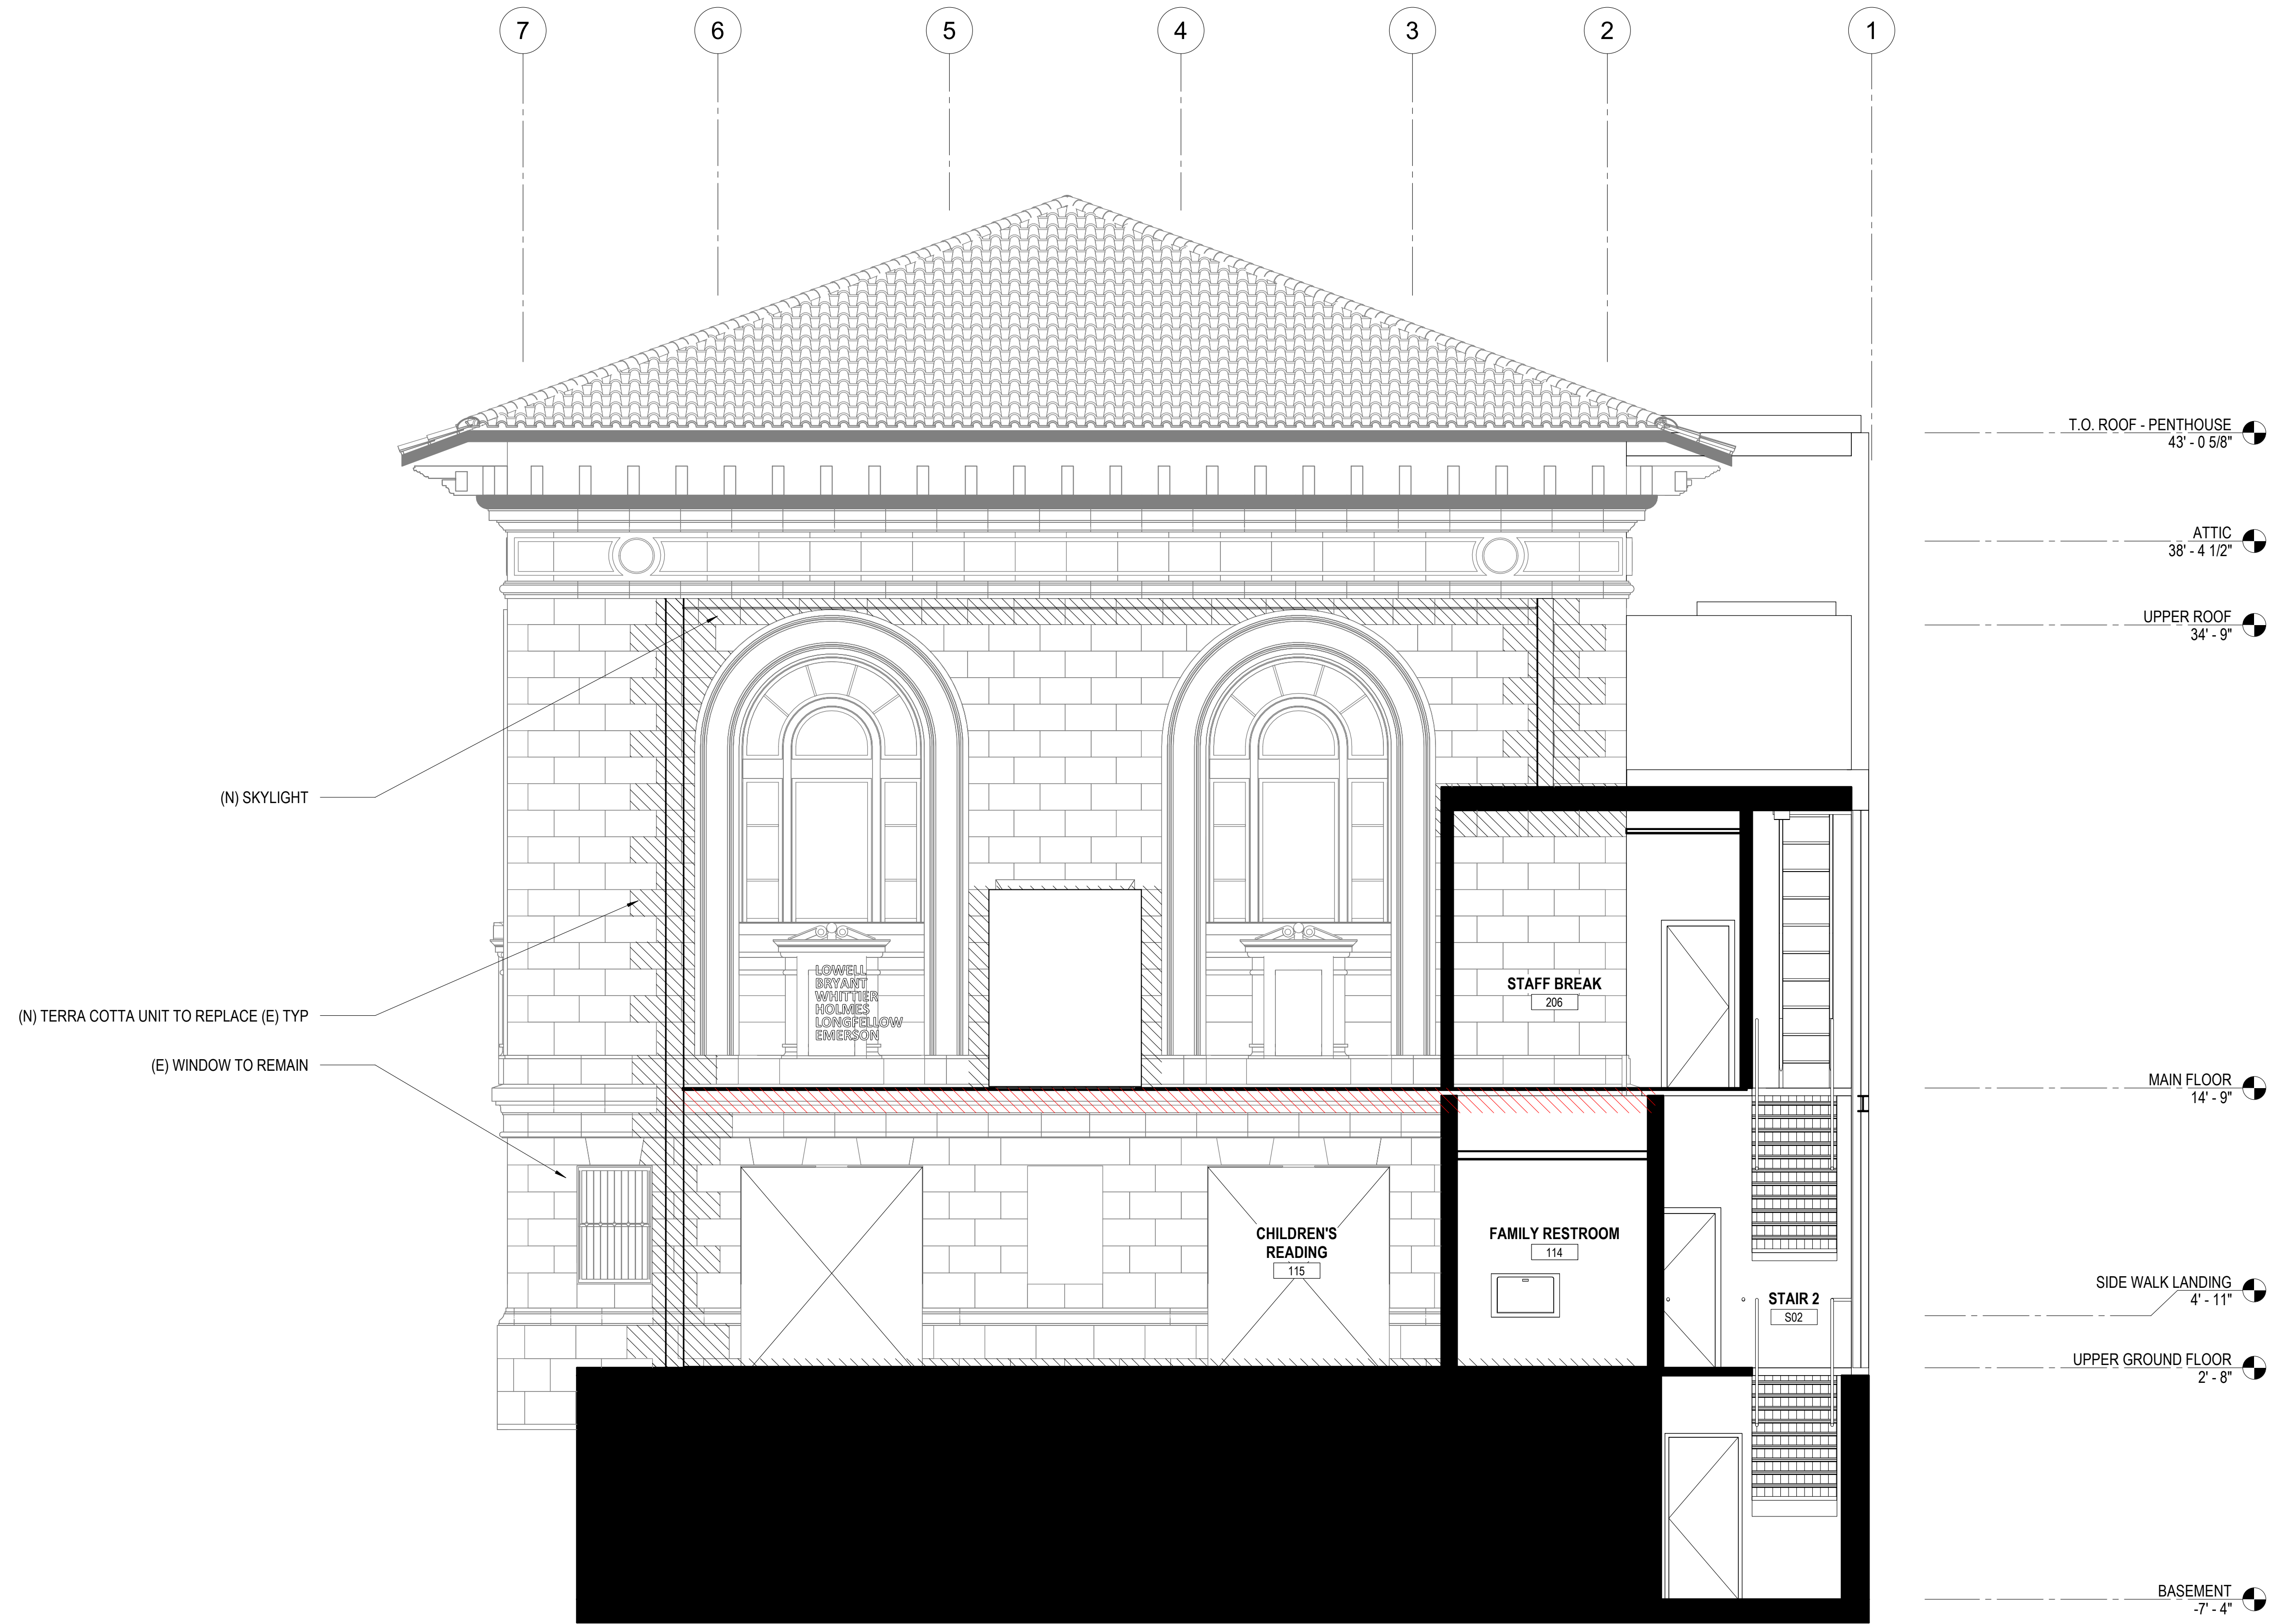 7
6
5
4
3
2
1
T.O. ROOF - PENTHOUSE
43' - 0 5/8"
ATTIC
38' - 4 1/2"
UPPER ROOF
34' - 9"
(N) SKYLIGHT
(N) TERRA COTTA UNIT TO REPLACE (E) TYP
(E) WINDOW TO REMAIN
LOWELL
BRYANT
WHITTIER
HOLMES
LONGFELLOW
EMERSON
STAFF BREAK
206
MAIN FLOOR
14' - 9"
CHILDREN'S
READING
115
FAMILY RESTROOM
114
STAIR 2
S02
SIDE WALK LANDING
4' - 11"
UPPER GROUND FLOOR
2' - 8"
BASEMENT
-7' - 4"